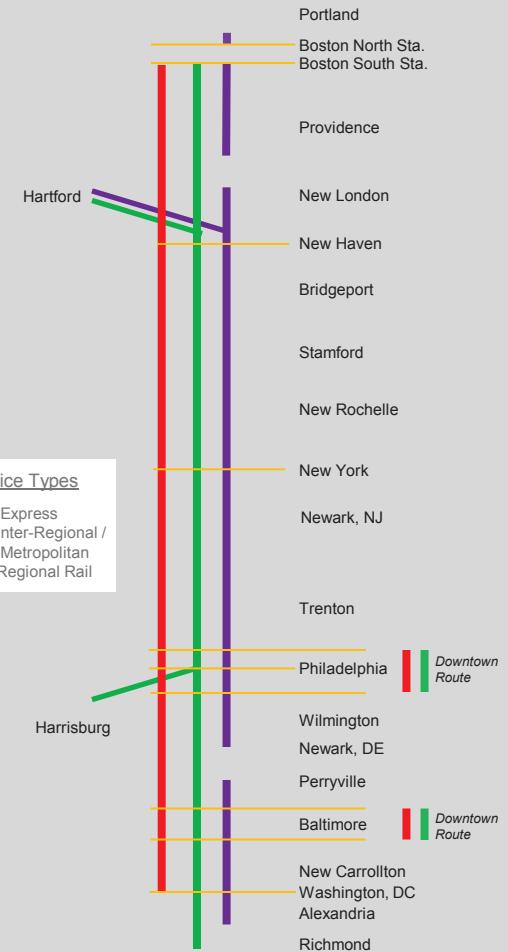 Portland
Boston North Sta.
Boston South Sta.
Providence
Hartford
New London
New Haven
Bridgeport
Stamford
New Rochelle
New York
ice Types
Express
nter-Regional /
Metropolitan
Regional Rail
Newark, NJ
Trenton
Philadelphia
Downtown
Route
Harrisburg
Wilmington
Newark, DE
Perryville
Baltimore
Downtown
Route
New Carrollton
Washington, DC
Alexandria
Richmond